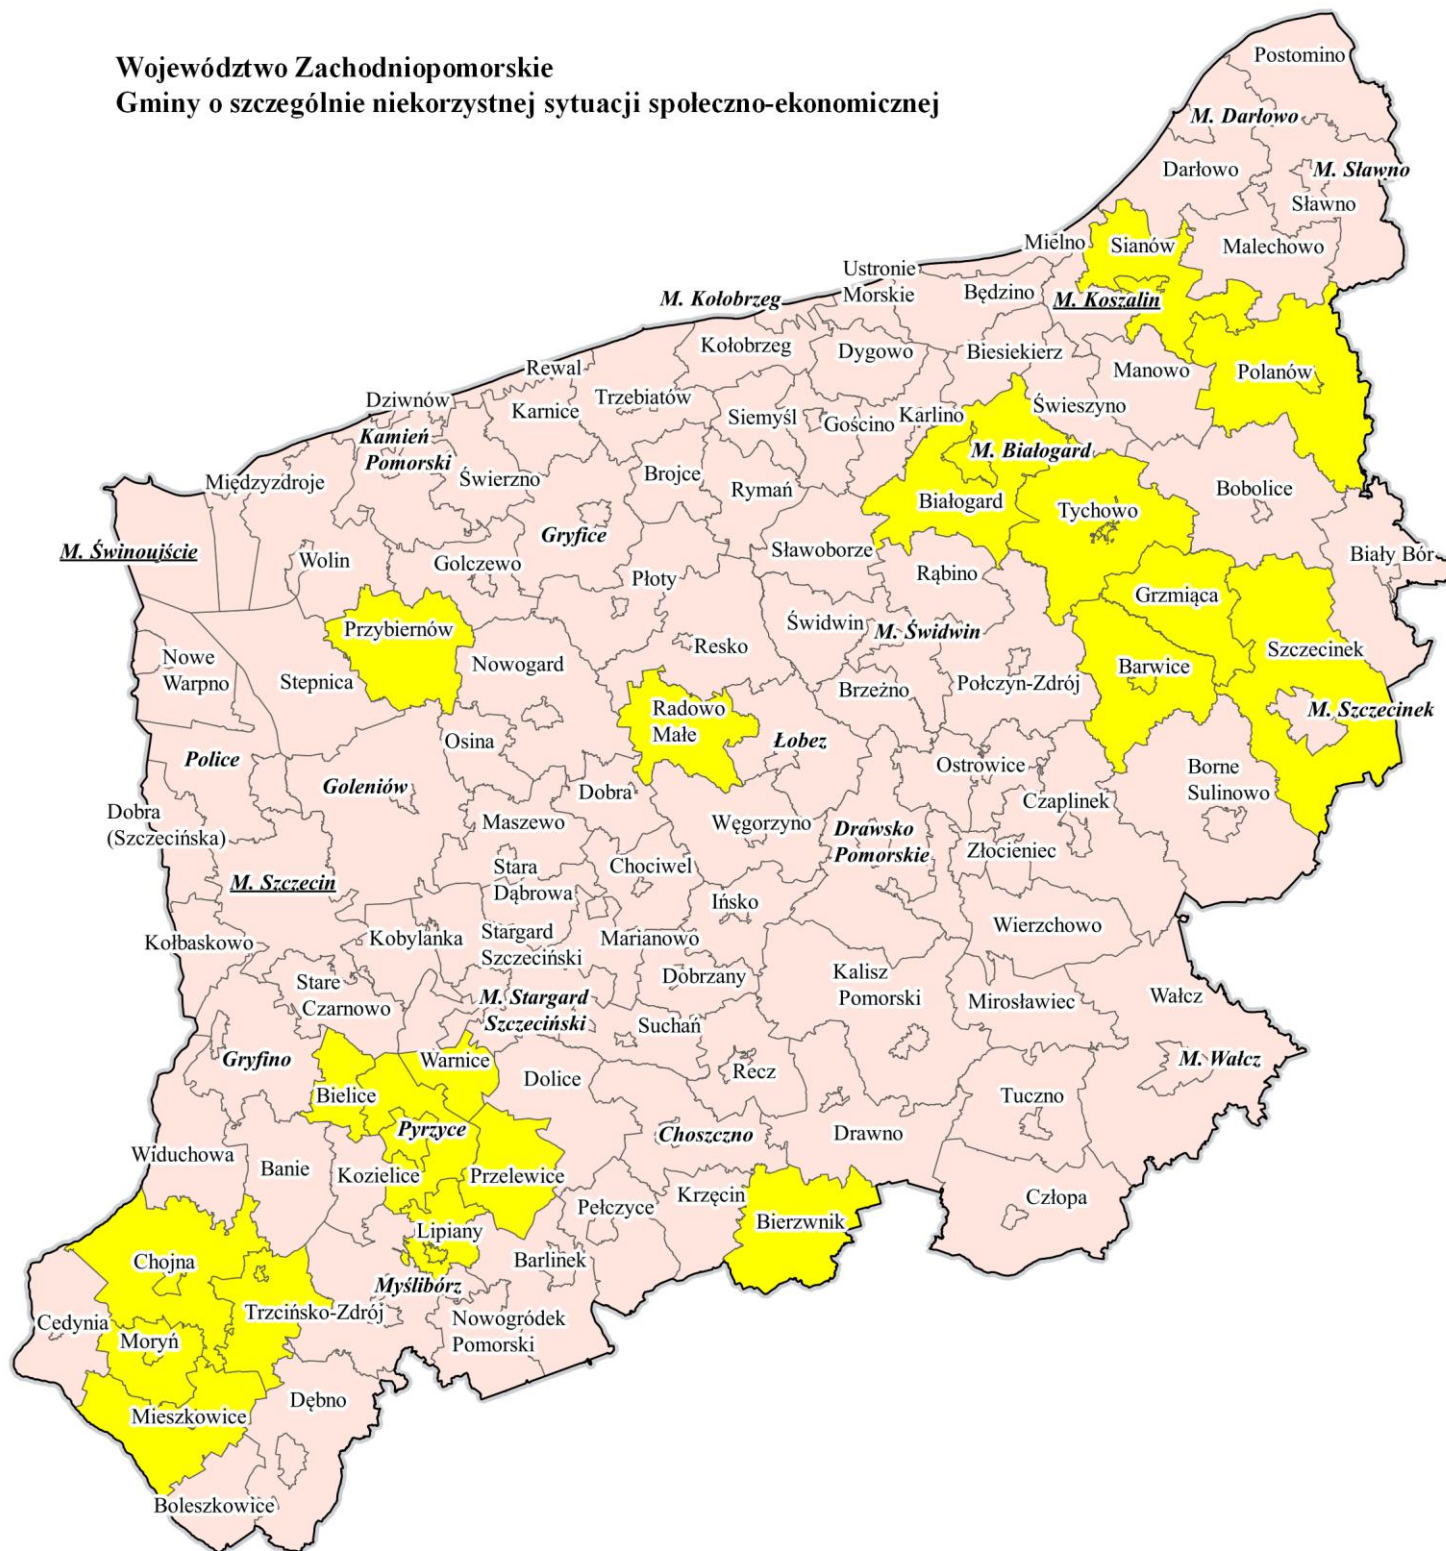 Województwo Zachodniopomorskie
Gminy o szczególnie niekorzystnej sytuacji społeczno-ekonomicznej
Postomino
M. Darłowo
Darłowo
M. Sławno
Sławno
Mielno
Sianów
Malechowo
Ustronie
Morskie
Będzino
M. Koszalin
M. Kołobrzeg
Kołobrzeg
Dygowo
Biesiekierz
Manowo
Polanów
Rewal
Dziwnów
Karnice
Trzebiatów
Siemyśl
Gościno
Karlino
Świeszyno
Kamień
Pomorski
Świerzno
Brojce
Rymań
M. Białogard
Międzyzdroje
Białogard
Tychowo
Bobolice
M. Świnoujście
Wolin
Golczewo
Gryfice
Sławoborze
Biały Bór
Płoty
Rąbino
Grzmiąca
Przybiernów
Świdwin
M. Świdwin
Nowe
Warpno
Stepnica
Nowogard
Resko
Brzeżno
Połczyn-Zdrój
Barwice
Szczecinek
M. Szczecinek
Radowo
Małe
Łobez
Osina
Police
Goleniów
Dobra
Ostrowice
Czaplinek
Borne
Sulinowo
Dobra
(Szczecińska)
Maszewo
Węgorzyno
Drawsko
Pomorskie
Złocieniec
M. Szczecin
Stara
Dąbrowa
Chociwel
Ińsko
Wierzchowo
Kołbaskowo
Kobylanka
Stargard
Szczeciński
Marianowo
Dobrzany
Kalisz
Pomorski
Mirosławiec
Wałcz
Stare
Czarnowo
M. Stargard
Szczeciński
Suchań
Gryfino
Warnice
Dolice
Recz
M. Wałcz
Bielice
Pyrzyce
Choszczno
Drawno
Tuczno
Widuchowa
Banie
Kozielice
Przelewice
Pełczyce
Krzęcin
Bierzwnik
Człopa
Lipiany
Chojna
Barlinek
Myślibórz
Cedynia
Moryń
Trzcińsko-Zdrój
Nowogródek
Pomorski
Mieszkowice
Dębno
Boleszkowice